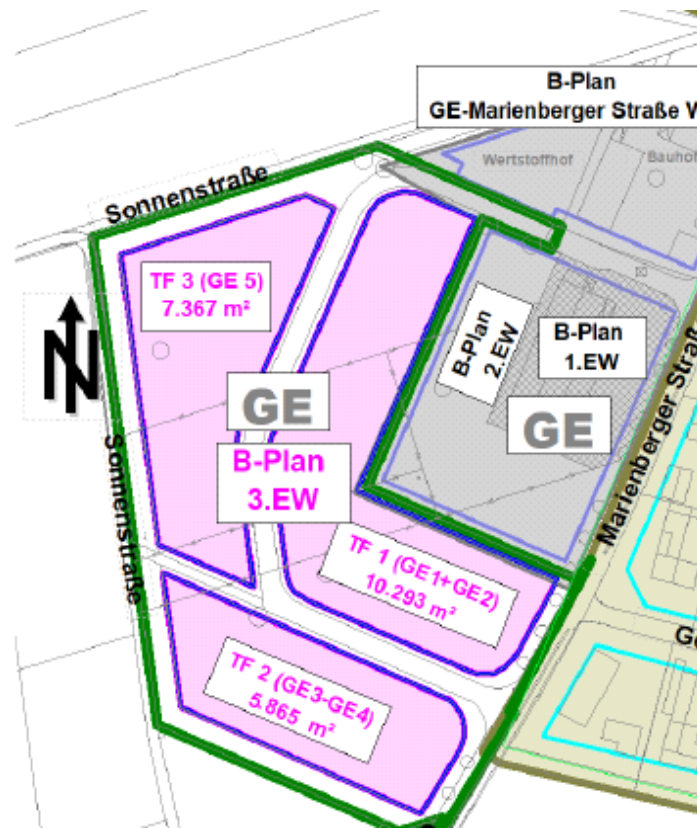 B-Plan
GE-Marienberger Straße W
Wertstoffhof
Bauhof
Sonnenstraße
TF 3 (GE 5)
7.367 m²
N
B-Plan
2.EW
B-Plan
1.EW
GE
GE
B-Plan
3.EW
Sonnenstraße
Marienberger Straß
TF 1 (GE1+GE2)
10.293 m²
TF 2 (GE3-GE4)
5.865 m²
Ge